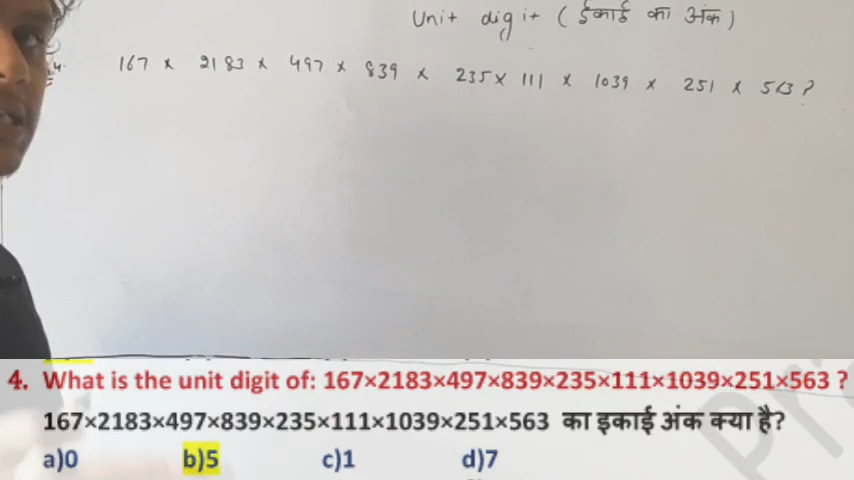 Unit digit (ईकाई का अंक)
167 × 2183 × 497 × 839 × 235 × 111 × 1039 × 251 × 563 ?
4. What is the unit digit of: 167×2183×497×839×235×111×1039×251×563 ?
167×2183×497×839×235×111×1039×251×563 का इकाई अंक क्या है?
a)0 b)5 c)1 d)7